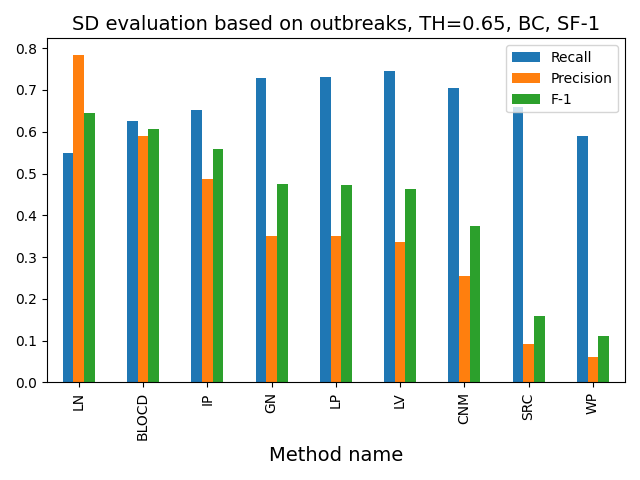 SD evaluation based on outbreaks, TH=0.65, BC, SF-1
Recall
Precision
F-1
0.8
0.7
0.6
0.5
0.4
0.3
0.2
0.1
0.0
LN
BLOCD
IP
GN
LP
LV
CNM
SRC
WP
Method name